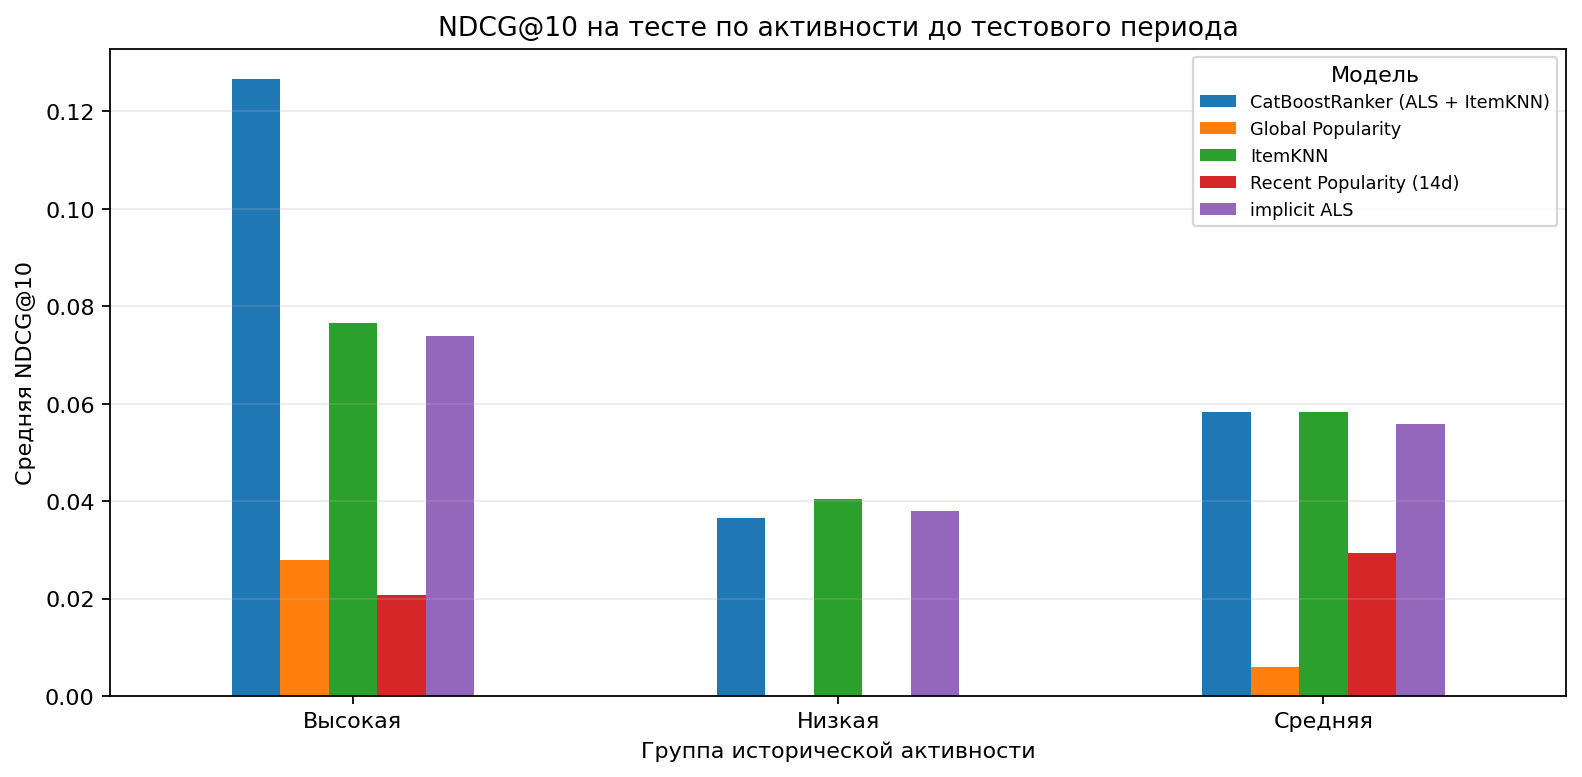 NDCG@10 на тесте по активности до тестового периода
Средняя NDCG@10
0.12
0.10
0.08
0.06
0.04
0.02
0.00
Модель
CatBoostRanker (ALS + ItemKNN)
Global Popularity
ItemKNN
Recent Popularity (14d)
implicit ALS
Высокая
Низкая
Средняя
Группа исторической активности